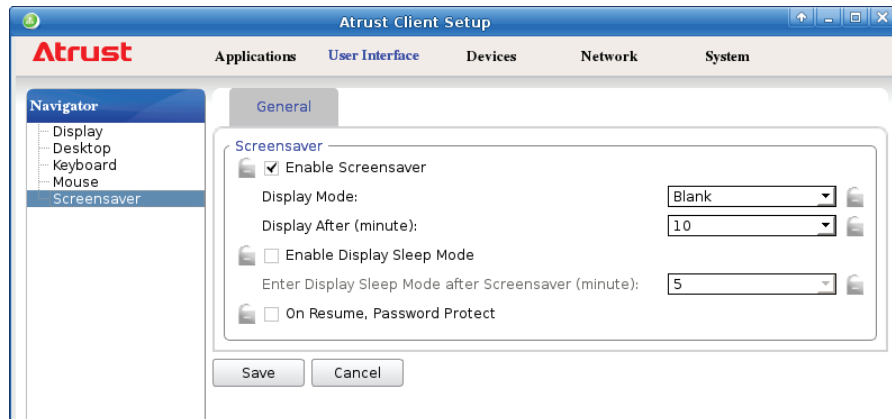 Atrust Client Setup
Atrust Applications User Interface Devices Network System
Navigator
Display
Desktop
Keyboard
Mouse
Screensaver
General
Screensaver
Enable Screensaver
Display Mode: Blank
Display After (minute): 10
Enable Display Sleep Mode
Enter Display Sleep Mode after Screensaver (minute): 5
On Resume, Password Protect
Save Cancel